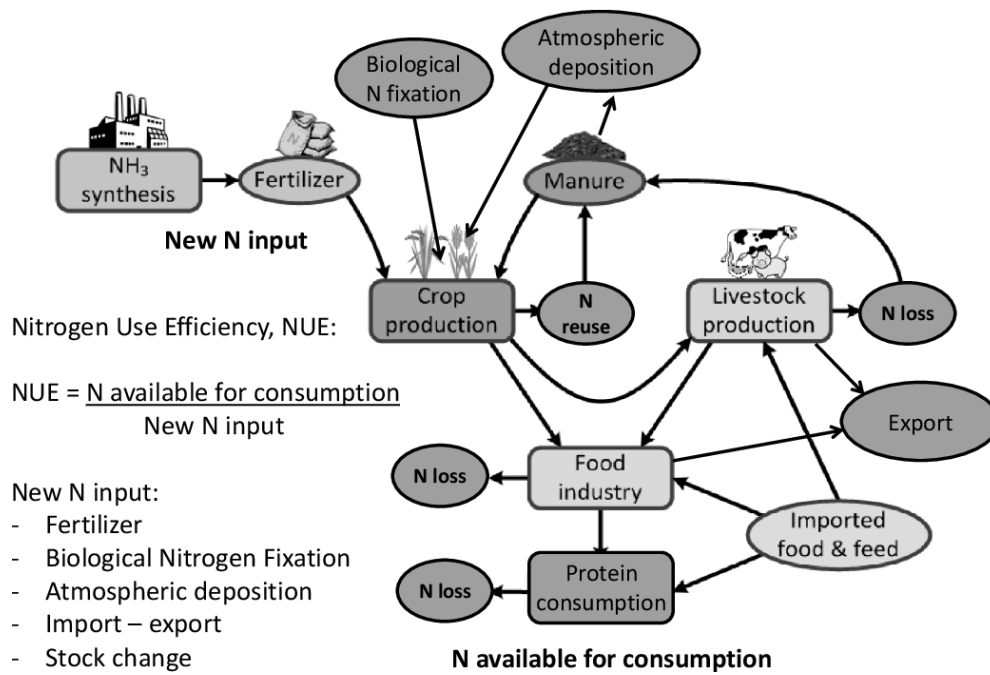 Atmospheric
deposition
Biological
N fixation
NH₃
synthesis
N
Fertilizer
Manure
New N input
Crop
production
N
reuse
Livestock
production
N loss
Nitrogen Use Efficiency, NUE:
NUE = N available for consumption
New N input
Export
N loss
Food
industry
New N input:
- Fertilizer
- Biological Nitrogen Fixation
- Atmospheric deposition
- Import – export
- Stock change
Imported
food & feed
N loss
Protein
consumption
N available for consumption